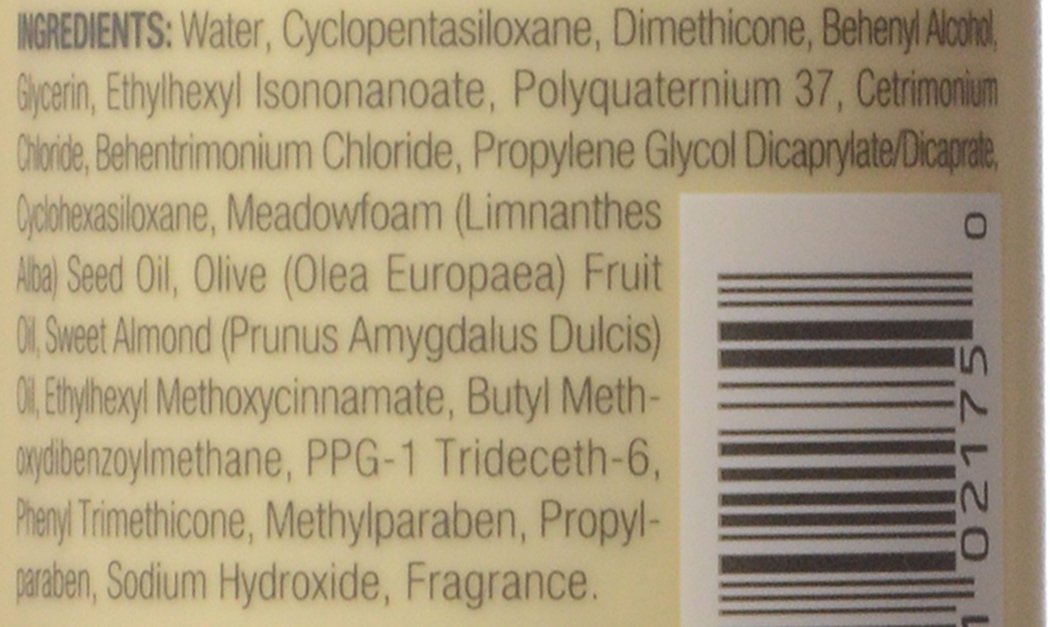 INGREDIENTS: Water, Cyclopentasiloxane, Dimethicone, Behenyl Alcohol,
Glycerin, Ethylhexyl Isononanoate, Polyquaternium 37, Cetrimonium
Chloride, Behentrimonium Chloride, Propylene Glycol Dicaprylate/Dicaprate,
Cyclohexasiloxane, Meadowfoam (Limnanthes
Alba) Seed Oil, Olive (Olea Europaea) Fruit
Oil, Sweet Almond (Prunus Amygdalus Dulcis)
Oil, Ethylhexyl Methoxycinnamate, Butyl Meth-
oxydibenzoylmethane, PPG-1 Trideceth-6,
Phenyl Trimethicone, Methylparaben, Propyl-
paraben, Sodium Hydroxide, Fragrance.
02175 0